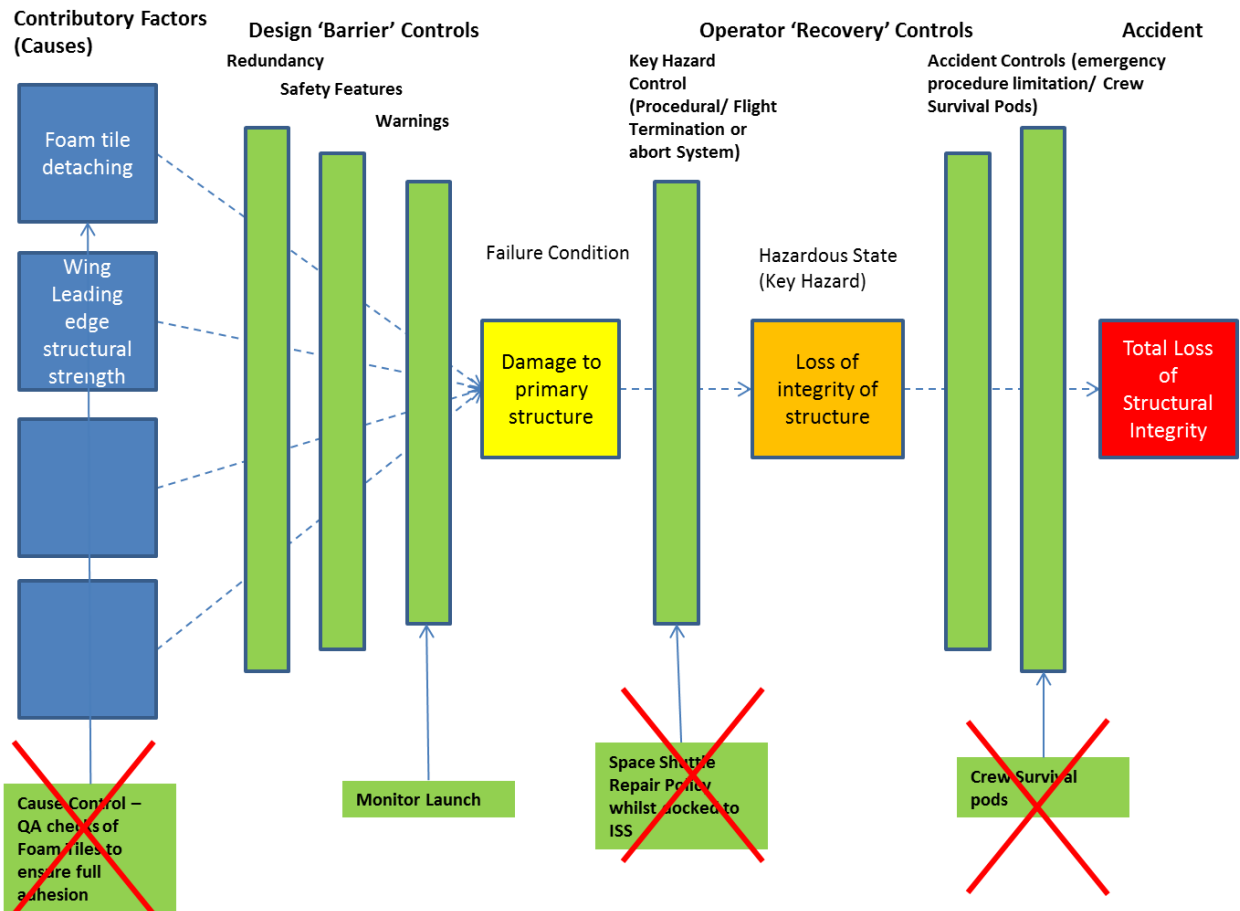 Contributory Factors
(Causes)
Design ‘Barrier’ Controls
Operator ‘Recovery’ Controls
Accident
Redundancy
Safety Features
Warnings
Key Hazard
Control
(Procedural/ Flight
Termination or
abort System)
Accident Controls (emergency
procedure limitation/ Crew
Survival Pods)
Foam tile
detaching
Wing
Leading
edge
structural
strength
Failure Condition
Hazardous State
(Key Hazard)
Damage to
primary
structure
Loss of
integrity of
structure
Total Loss
of
Structural
Integrity
Cause Control –
QA checks of
Foam Tiles to
ensure full
adhesion
Monitor Launch
Space Shuttle
Repair Policy
whilst docked to
ISS
Crew Survival
pods